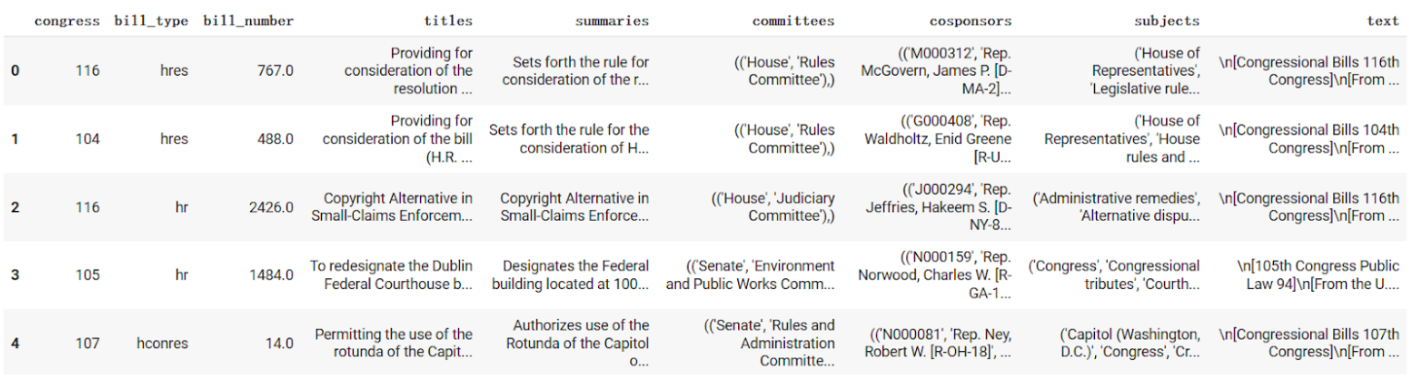 congress bill_type bill_number titles summaries committees cosponsors subjects text
0 116 hres 767.0 Providing for consideration of the resolution ... Sets forth the rule for consideration of the r... (('House', 'Rules Committee'),) (('M000312', 'Rep. McGovern, James P. [D-MA-2]... ('House of Representatives', 'Legislative rule... \n[Congressional Bills 116th Congress]\n[From ...
1 104 hres 488.0 Providing for consideration of the bill (H.R. ... Sets forth the rule for the consideration of H... (('House', 'Rules Committee'),) (('G000408', 'Rep. Waldholtz, Enid Greene [R-U... ('House of Representatives', 'House rules and ... \n[Congressional Bills 104th Congress]\n[From ...
2 116 hr 2426.0 Copyright Alternative in Small-Claims Enforcem... Copyright Alternative in Small-Claims Enforce... (('House', 'Judiciary Committee'),) (('J000294', 'Rep. Jeffries, Hakeem S. [D-NY-8... ('Administrative remedies', 'Alternative dispu... \n[Congressional Bills 116th Congress]\n[From ...
3 105 hr 1484.0 To redesignate the Dublin Federal Courthouse b... Designates the Federal building located at 100... (('Senate', 'Environment and Public Works Comm... (('N000159', 'Rep. Norwood, Charles W. [R-GA-1... ('Congress', 'Congressional tributes', 'Courth... \n[105th Congress Public Law 94]\n[From the U....
4 107 hconres 14.0 Permitting the use of the rotunda of the Capit... Authorizes use of the Rotunda of the Capitol o... (('Senate', 'Rules and Administration Committe... (('N000081', 'Rep. Ney, Robert W. [R-OH-18]', ... ('Capitol (Washington, D.C.)', 'Congress', 'Cr... \n[Congressional Bills 107th Congress]\n[From ...